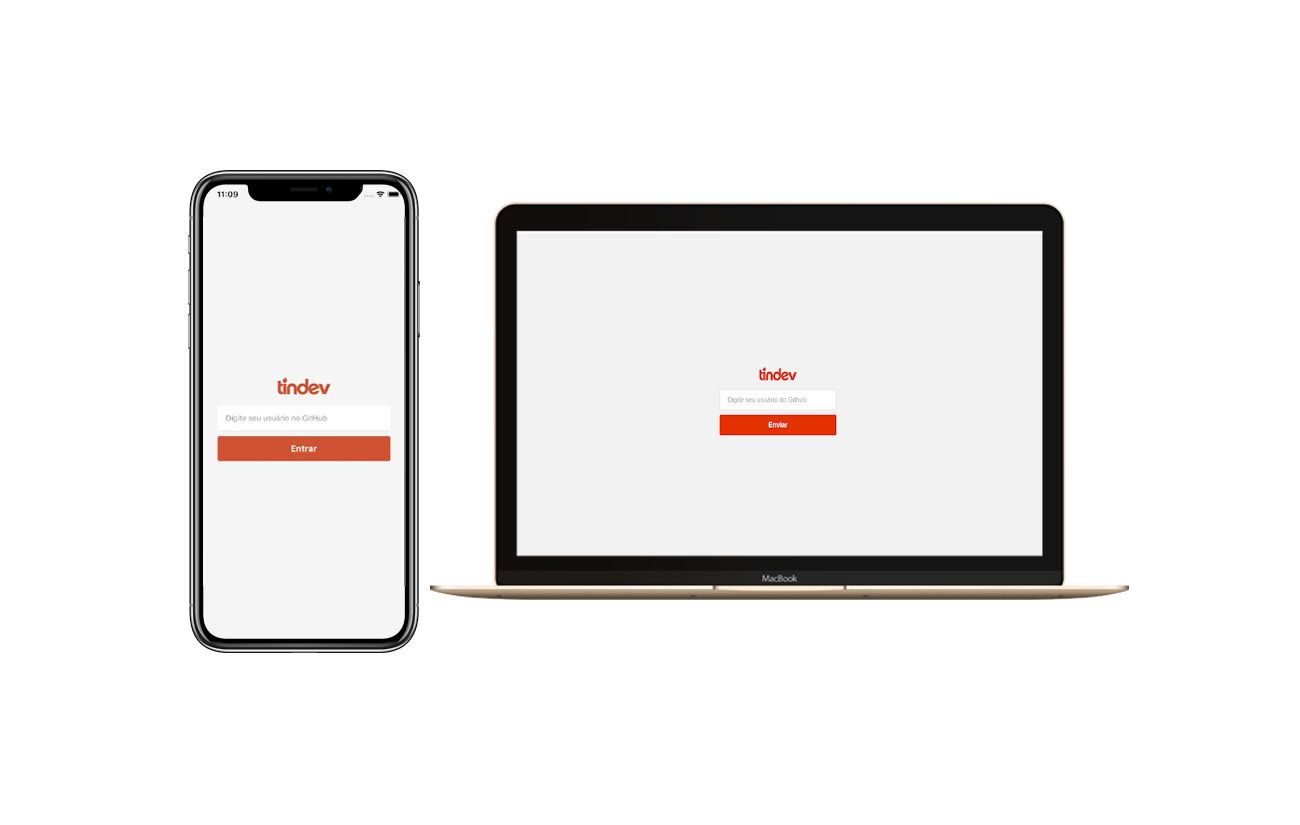 11:09
tindev
Digite seu usuário no GitHub
Entrar
tindev
Digite seu usuário do Github
Enviar
MacBook